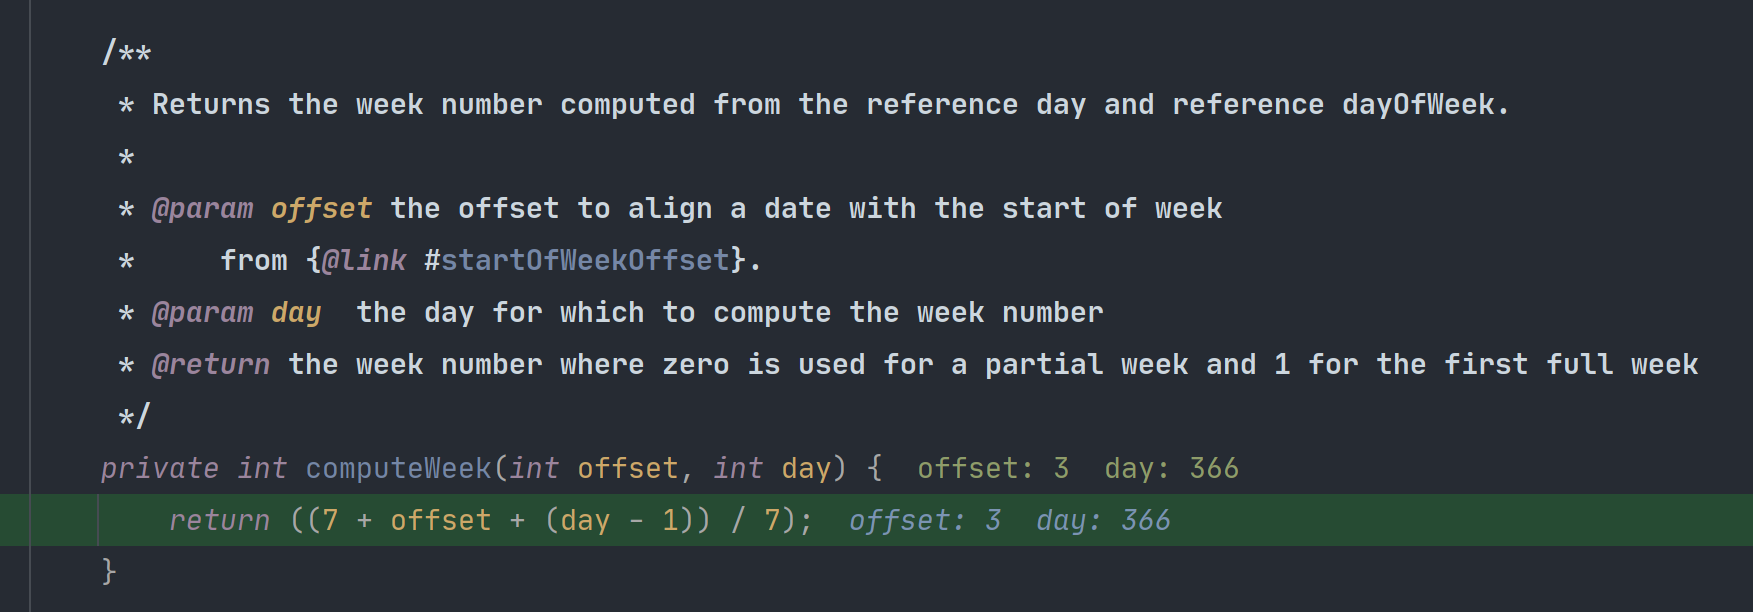 /**
 * Returns the week number computed from the reference day and reference dayOfWeek.
 *
 * @param offset the offset to align a date with the start of week
 *     from {@link #startOfWeekOffset}.
 * @param day  the day for which to compute the week number
 * @return the week number where zero is used for a partial week and 1 for the first full week
 */
private int computeWeek(int offset, int day) {  offset: 3  day: 366
    return ((7 + offset + (day - 1)) / 7);  offset: 3  day: 366
}